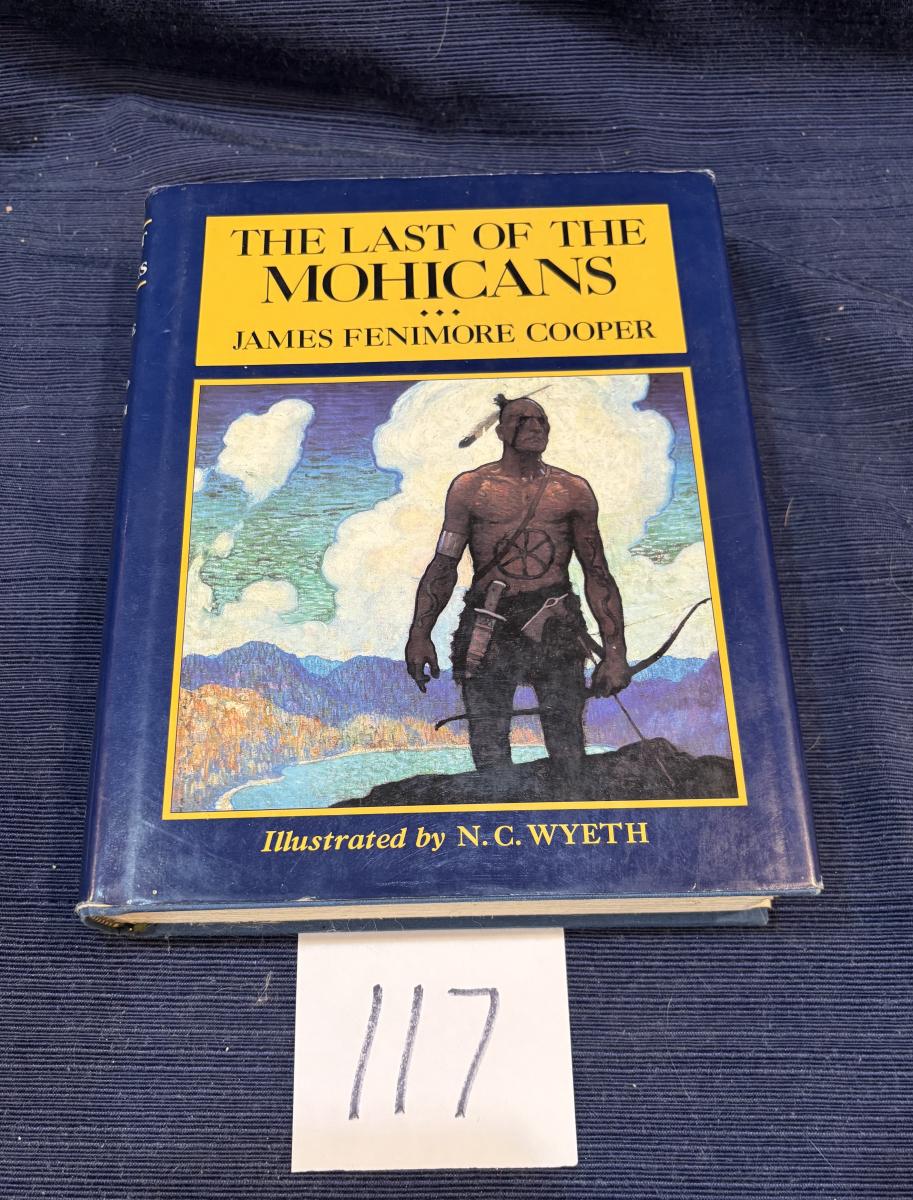 THE LAST OF THE
MOHICANS
JAMES FENIMORE COOPER
Illustrated by N. C. WYETH
117